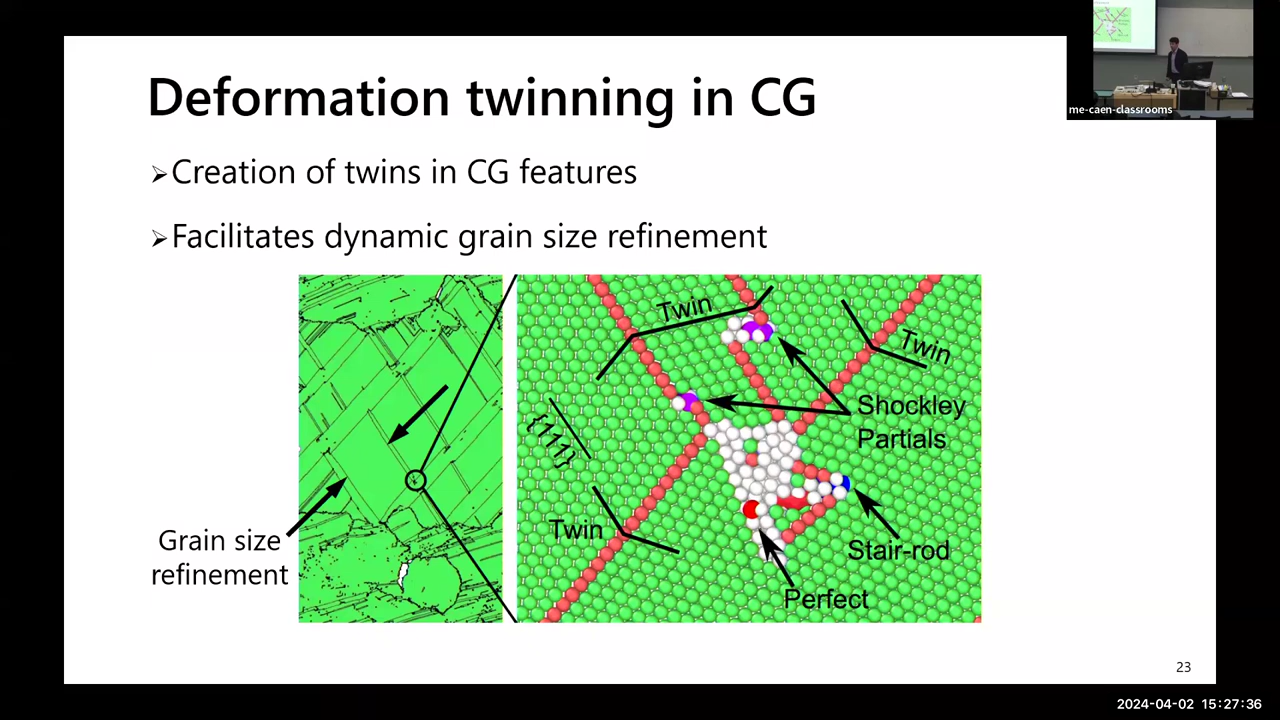 Deformation twinning in CG
me-caen-classrooms
➢Creation of twins in CG features
➢Facilitates dynamic grain size refinement
Twin
Twin
Shockley
Partials
{111}
Twin
Stair-rod
Perfect
Grain size
refinement
23
2024-04-02 15:27:36